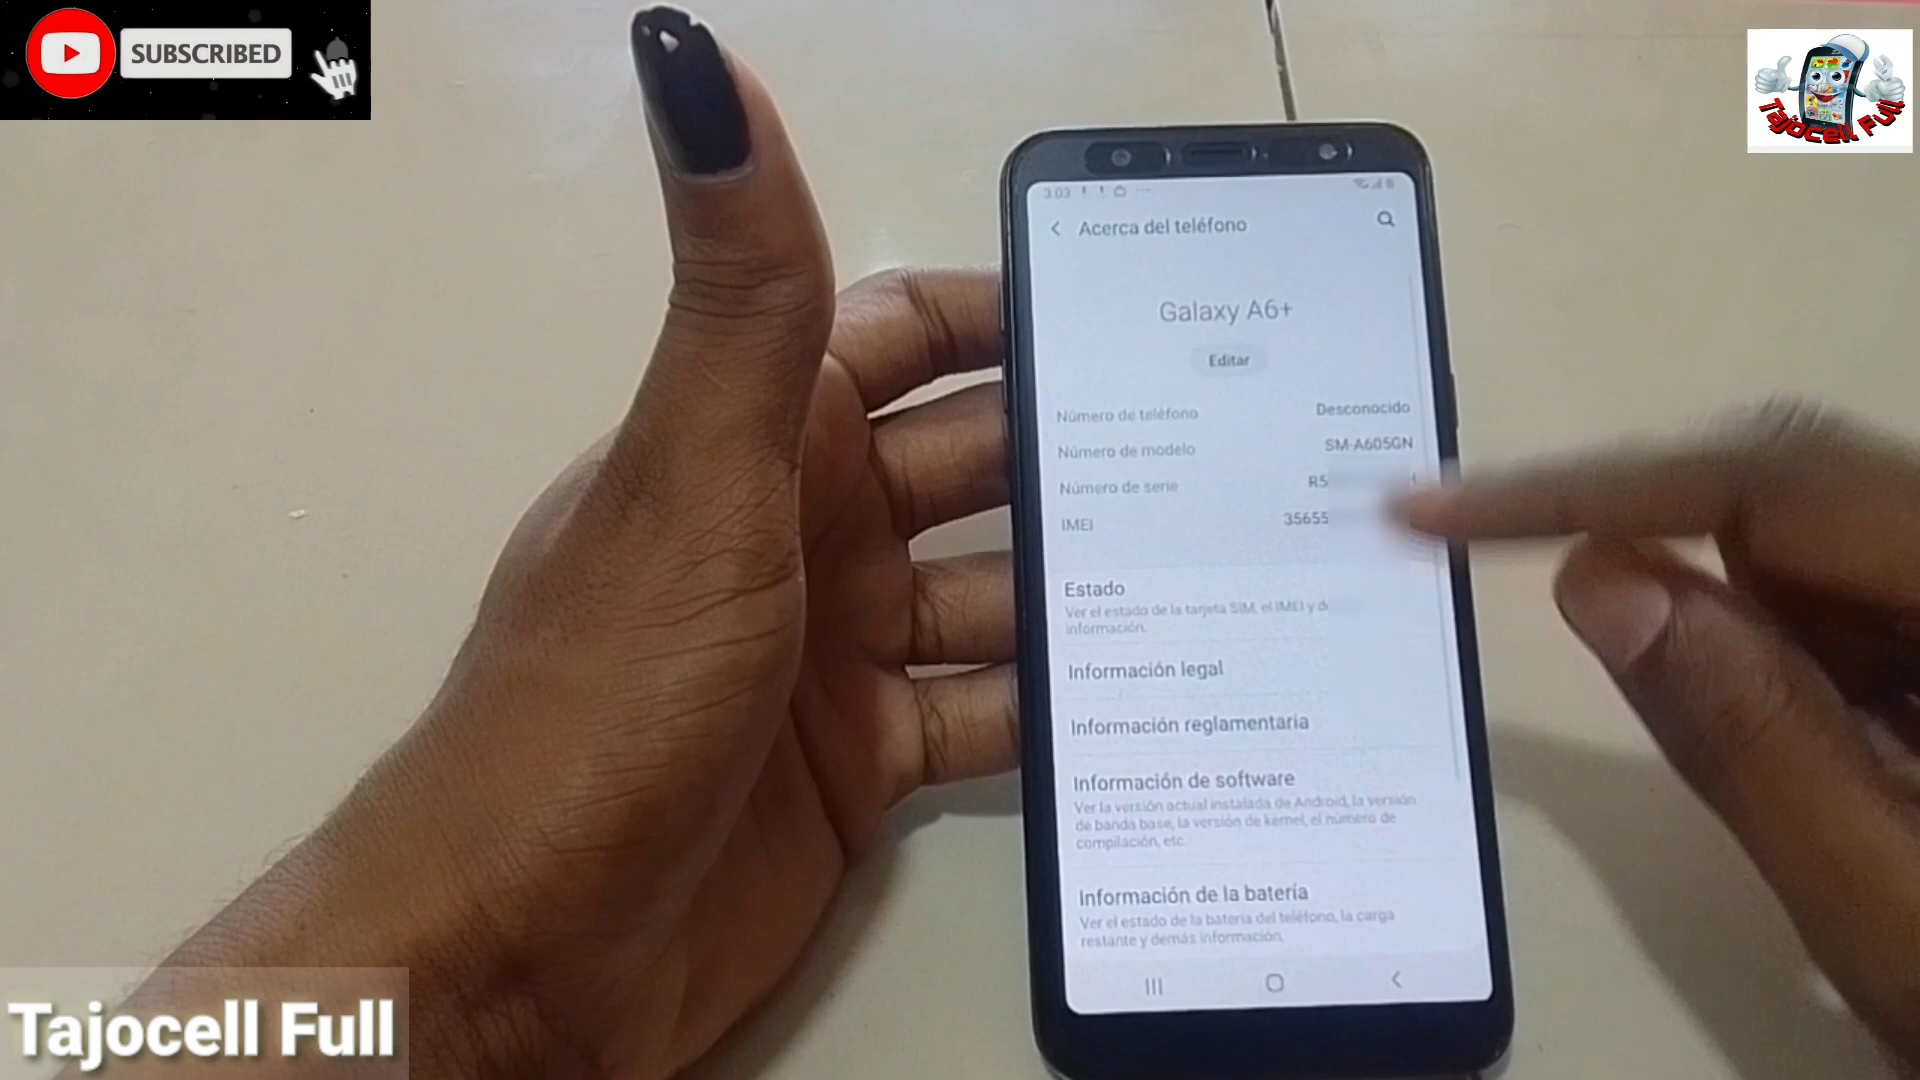 SUBSCRIBED
Tajocell Full
3:03
Acerca del teléfono
Galaxy A6+
Editar
Número de teléfono Desconocido
Número de modelo SM-A605GN
Número de serie R5
IMEI 35655
Estado
Ver el estado de la tarjeta SIM, el IMEI y d
información.
Información legal
Información reglamentaria
Información de software
Ver la versión actual instalada de Android, la versión
de banda base, la versión de kernel, el número de
compilación, etc.
Información de la batería
Ver el estado de la batería del teléfono, la carga
restante y demás información.
Tajocell Full